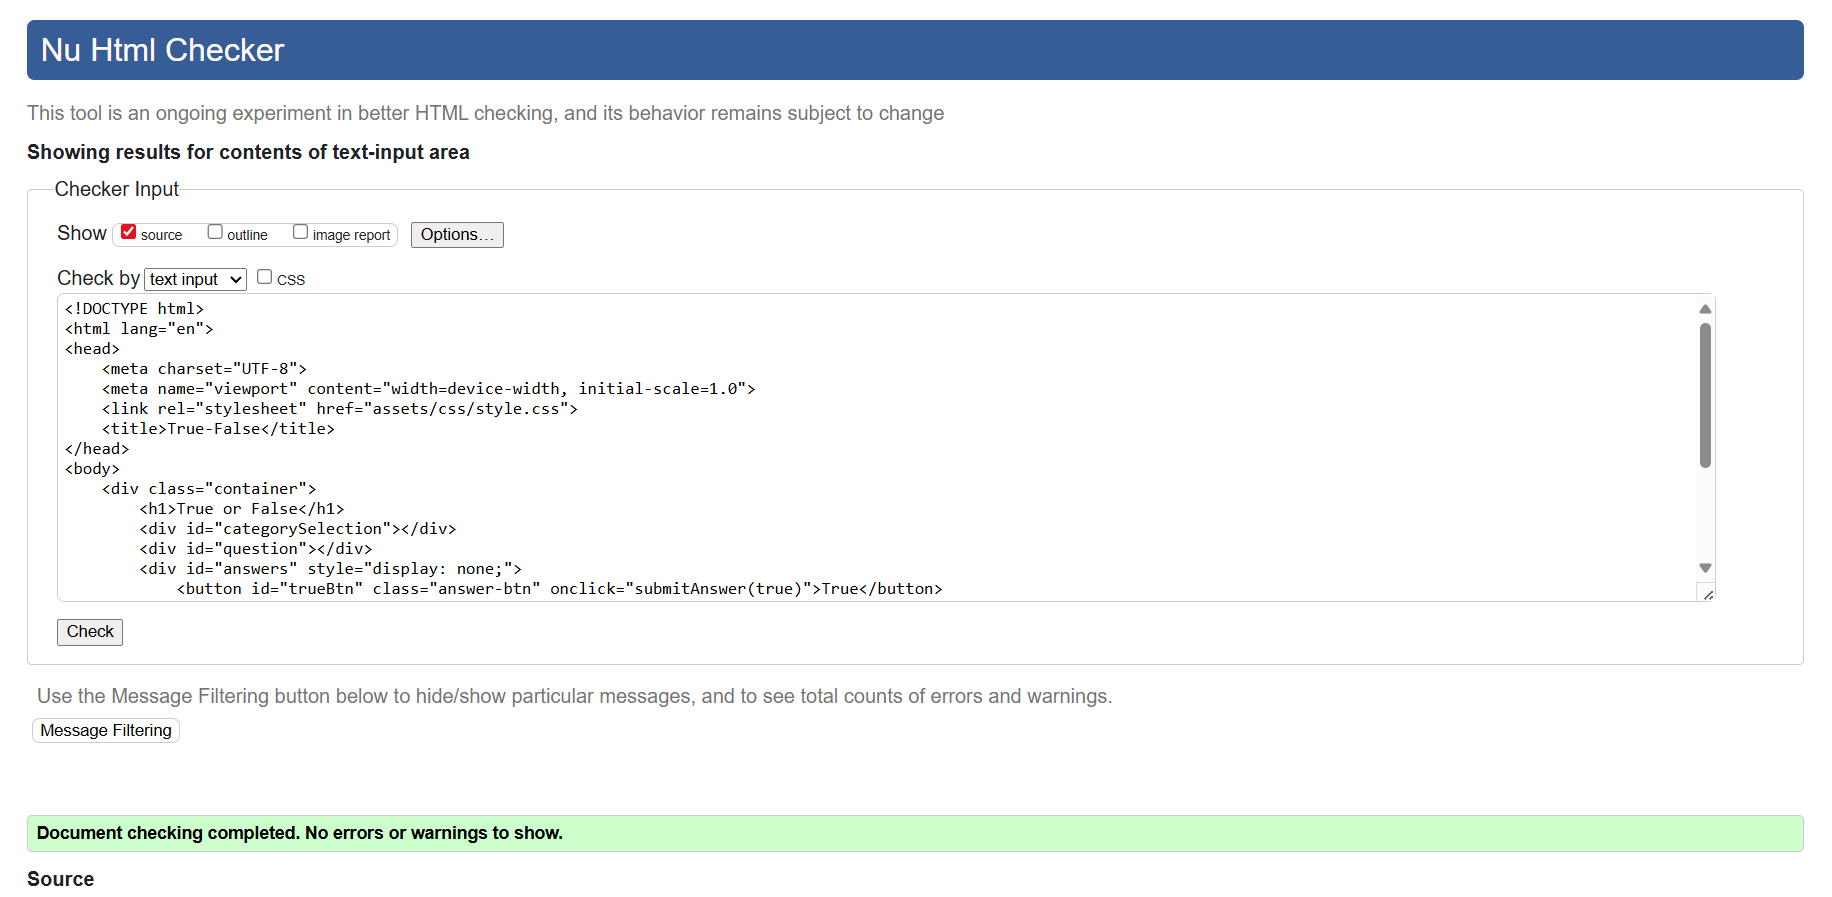 Nu Html Checker
This tool is an ongoing experiment in better HTML checking, and its behavior remains subject to change
Showing results for contents of text-input area
Checker Input
Show source outline image report Options...
Check by text input CSS
<!DOCTYPE html>
<html lang="en">
<head>
    <meta charset="UTF-8">
    <meta name="viewport" content="width=device-width, initial-scale=1.0">
    <link rel="stylesheet" href="assets/css/style.css">
    <title>True-False</title>
</head>
<body>
    <div class="container">
        <h1>True or False</h1>
        <div id="categorySelection"></div>
        <div id="question"></div>
        <div id="answers" style="display: none;">
            <button id="trueBtn" class="answer-btn" onclick="submitAnswer(true)">True</button>
Check
Use the Message Filtering button below to hide/show particular messages, and to see total counts of errors and warnings.
Message Filtering
Document checking completed. No errors or warnings to show.
Source